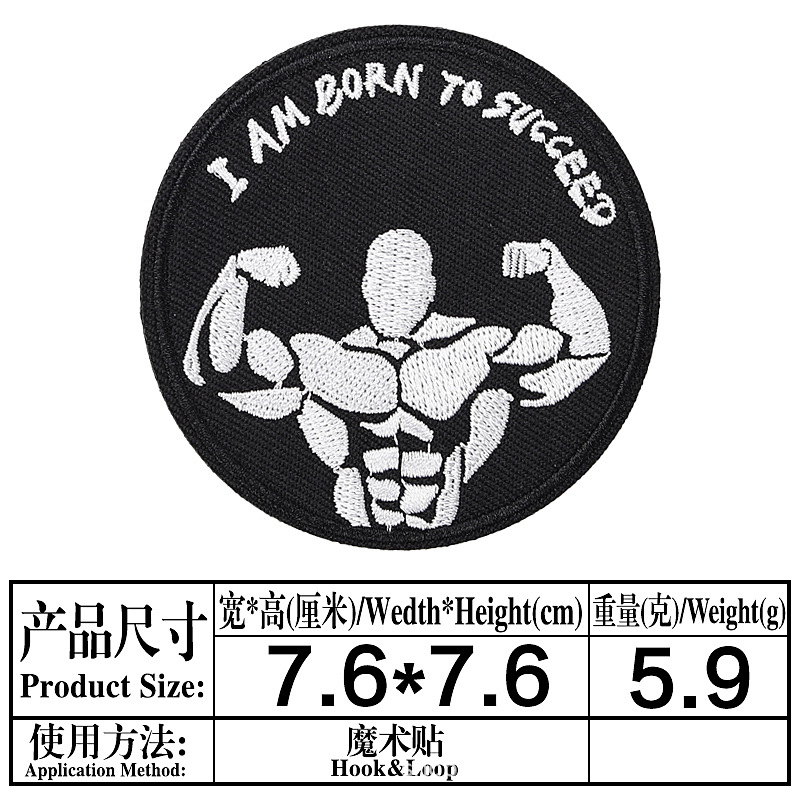 I AM BORN TO SUCCEED
产品尺寸
Product Size:
宽*高(厘米)/Wedth*Height(cm)
重量(克)/Weight(g)
7.6*7.6
5.9
使用方法:
Application Method:
魔术贴
Hook&Loop